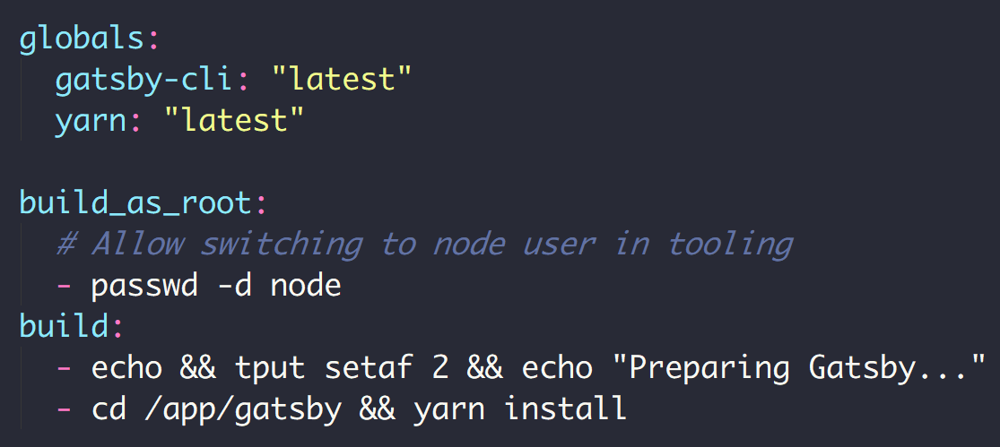 globals:
  gatsby-cli: "latest"
  yarn: "latest"

build_as_root:
  # Allow switching to node user in tooling
  - passwd -d node
build:
  - echo && tput setaf 2 && echo "Preparing Gatsby..."
  - cd /app/gatsby && yarn install